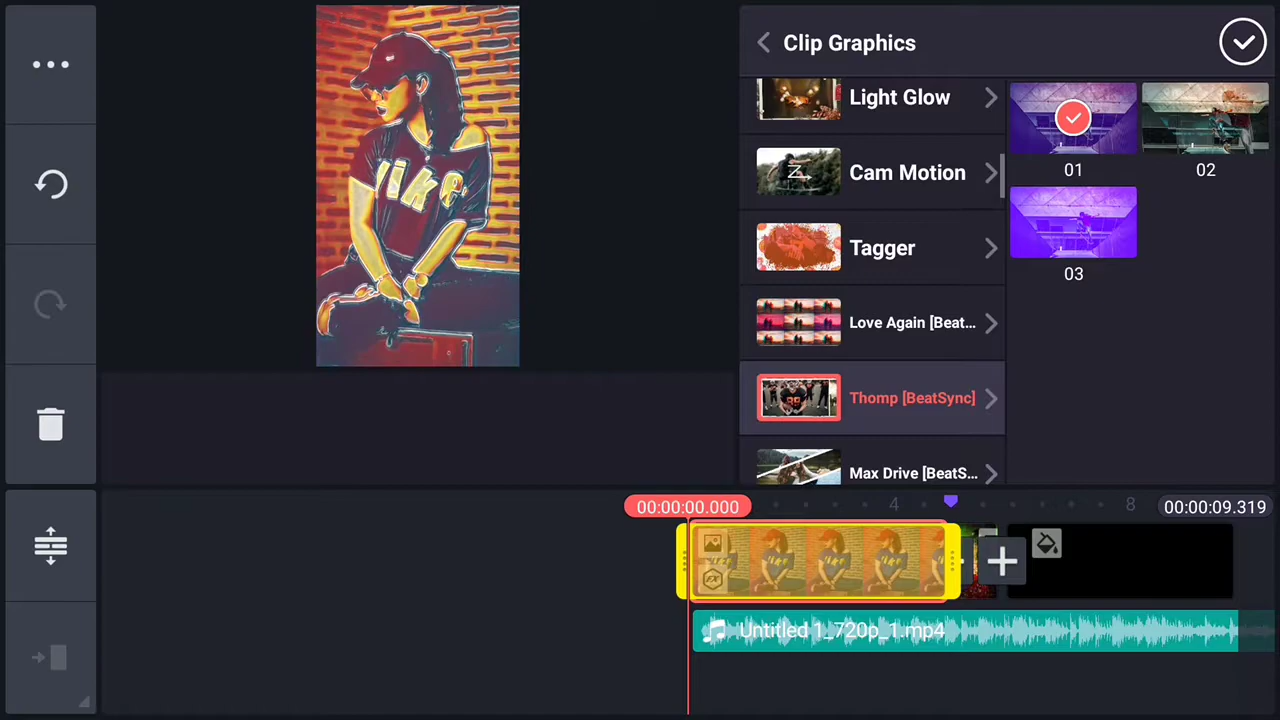 Clip Graphics
Light Glow
Cam Motion
Tagger
Love Again [Beat...
Thomp [BeatSync]
Max Drive [BeatS...
01
02
03
00:00:00.000
4
8
00:00:09.319
Untitled 1_720p_1.mp4